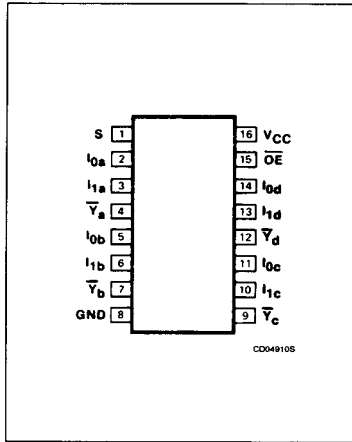 S 1 16 VCC
I0a 2 15 OE
I1a 3 14 I0d
Ya 4 13 I1d
I0b 5 12 Yd
I1b 6 11 I0c
Yb 7 10 I1c
GND 8 9 Yc
CD04910S